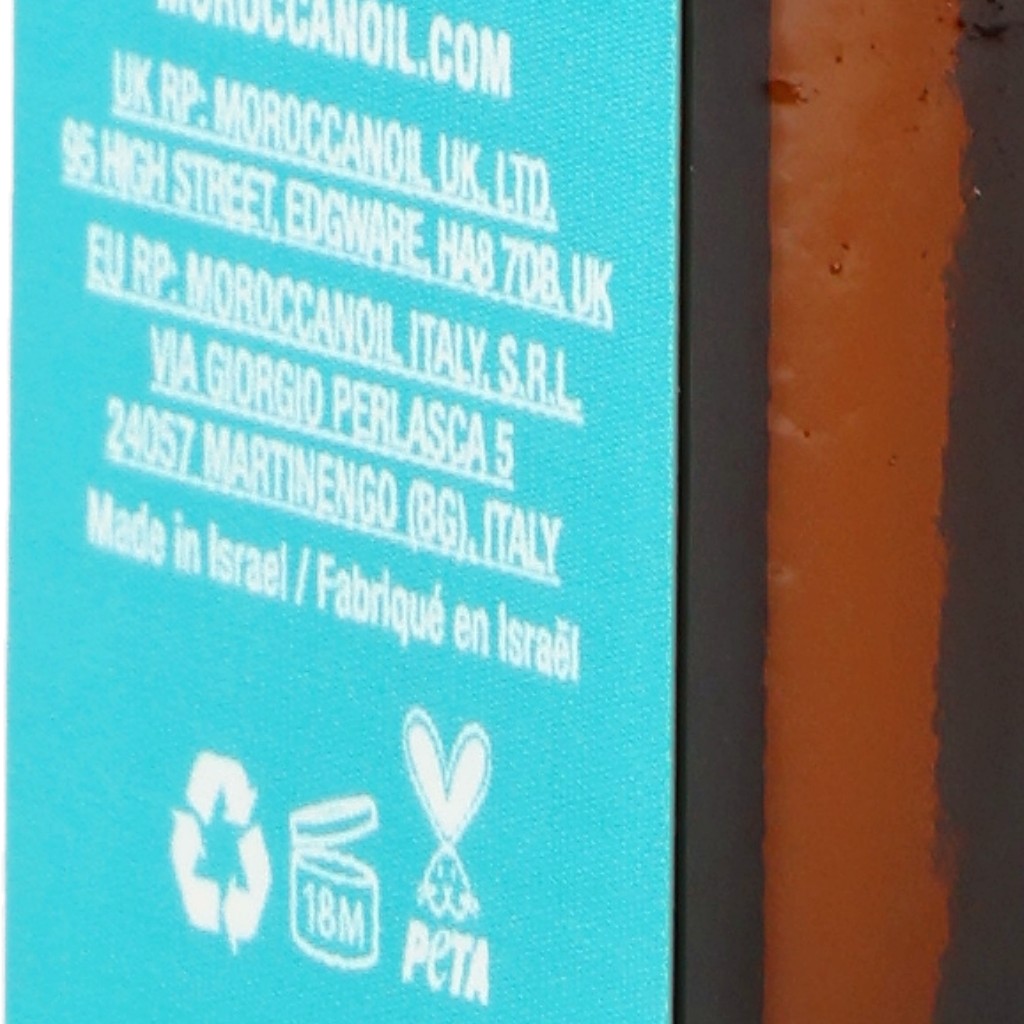 MOROCCANOIL.COM
UK RP: MOROCCANOIL UK. LTD.
95 HIGH STREET, EDGWARE, HA8 7DB, UK
EU RP: MOROCCANOIL ITALY, S.R.L.
VIA GIORGIO PERLASCA 5
24057 MARTINENGO (BG), ITALY
Made in Israel / Fabriqué en Israël
18M
PeTA